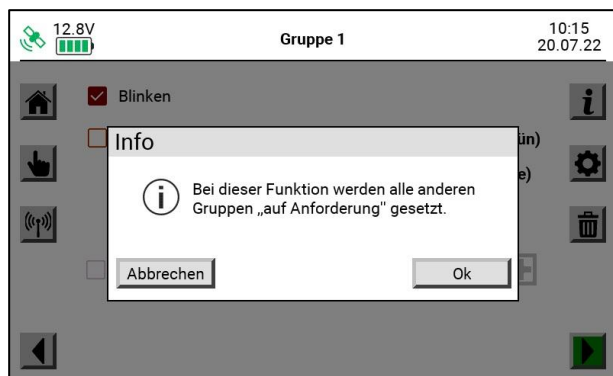 12.8V
Gruppe 1
10:15
20.07.22
Blinken
ün)
e)
Info
Bei dieser Funktion werden alle anderen
Gruppen „auf Anforderung" gesetzt.
Abbrechen
Ok